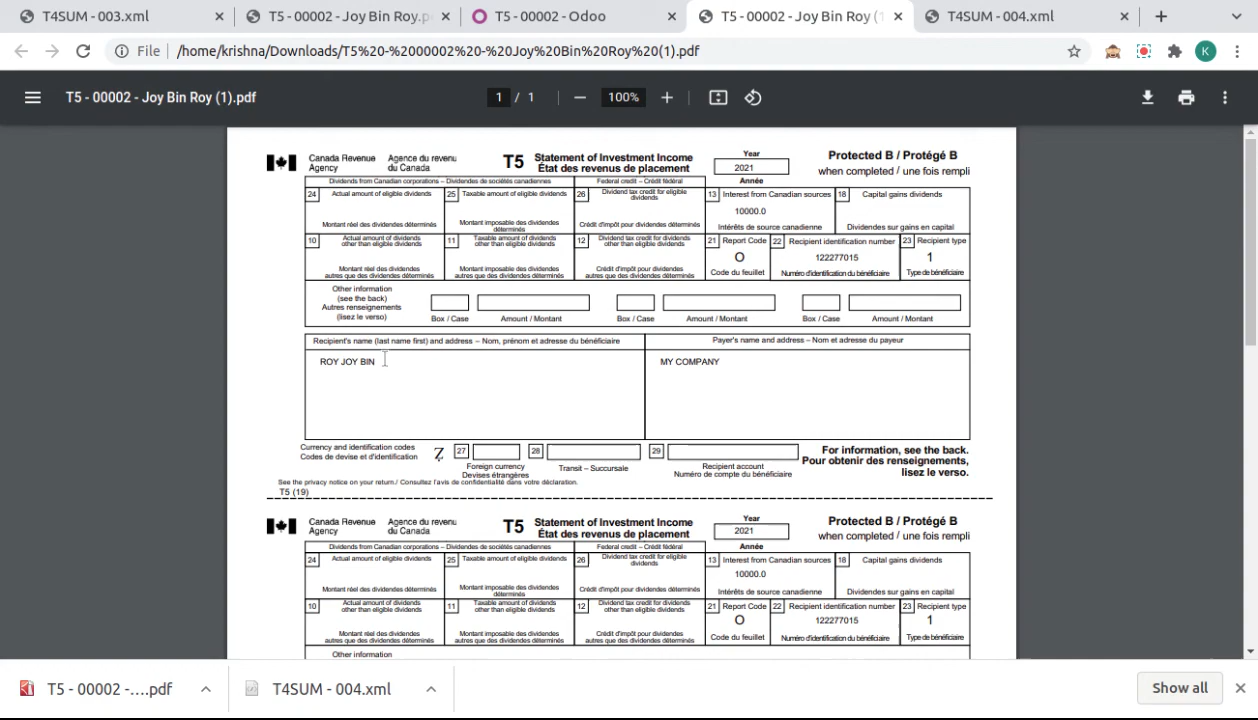 T4SUM - 003.xml
T5 - 00002 - Joy Bin Roy.p
T5 - 00002 - Odoo
T5 - 00002 - Joy Bin Roy (1
T4SUM - 004.xml
File /home/krishna/Downloads/T5%20-%2000002%20-%20Joy%20Bin%20Roy%20(1).pdf
K
T5 - 00002 - Joy Bin Roy (1).pdf
1 / 1
100%
Canada Revenue Agence du revenu
Agency du Canada
T5
Statement of Investment Income
État des revenus de placement
Year
2021
Année
Protected B / Protégé B
when completed / une fois rempli
Dividends from Canadian corporations – Dividendes de sociétés canadiennes
Federal credit – Crédit fédéral
24 Actual amount of eligible dividends
Montant réel des dividendes déterminés
25 Taxable amount of eligible dividends
Montant imposable des dividendes
déterminés
26 Dividend tax credit for eligible
dividends
Crédit d'impôt pour dividendes déterminés
13 Interest from Canadian sources
10000.0
Intérêts de source canadienne
18 Capital gains dividends
Dividendes sur gains en capital
10 Actual amount of dividends
other than eligible dividends
Montant réel des dividendes
autres que des dividendes déterminés
11 Taxable amount of dividends
other than eligible dividends
Montant imposable des dividendes
autres que des dividendes déterminés
12 Dividend tax credit for dividends
other than eligible dividends
Crédit d'impôt pour dividendes
autres que des dividendes déterminés
21 Report Code
O
Code du feuillet
22 Recipient identification number
122277015
Numéro d'identification du bénéficiaire
23 Recipient type
1
Type de bénéficiaire
Other information
(see the back)
Autres renseignements
(lisez le verso)
Box / Case Amount / Montant Box / Case Amount / Montant Box / Case Amount / Montant
Recipient's name (last name first) and address – Nom, prénom et adresse du bénéficiaire
Payer's name and address – Nom et adresse du payeur
ROY JOY BIN
MY COMPANY
Currency and identification codes
Codes de devise et d'identification
27
Foreign currency
Devises étrangères
28
Transit – Succursale
29
Recipient account
Numéro de compte du bénéficiaire
For information, see the back.
Pour obtenir des renseignements,
lisez le verso.
See the privacy notice on your return./ Consultez l'avis de confidentialité dans votre déclaration.
T5 (19)
Canada Revenue Agence du revenu
Agency du Canada
T5
Statement of Investment Income
État des revenus de placement
Year
2021
Année
Protected B / Protégé B
when completed / une fois rempli
Dividends from Canadian corporations – Dividendes de sociétés canadiennes
Federal credit – Crédit fédéral
24 Actual amount of eligible dividends
Montant réel des dividendes déterminés
25 Taxable amount of eligible dividends
Montant imposable des dividendes
déterminés
26 Dividend tax credit for eligible
dividends
Crédit d'impôt pour dividendes déterminés
13 Interest from Canadian sources
10000.0
Intérêts de source canadienne
18 Capital gains dividends
Dividendes sur gains en capital
10 Actual amount of dividends
other than eligible dividends
Montant réel des dividendes
autres que des dividendes déterminés
11 Taxable amount of dividends
other than eligible dividends
Montant imposable des dividendes
autres que des dividendes déterminés
12 Dividend tax credit for dividends
other than eligible dividends
Crédit d'impôt pour dividendes
autres que des dividendes déterminés
21 Report Code
O
Code du feuillet
22 Recipient identification number
122277015
Numéro d'identification du bénéficiaire
23 Recipient type
1
Type de bénéficiaire
Other information
T5 - 00002 -....pdf
T4SUM - 004.xml
Show all